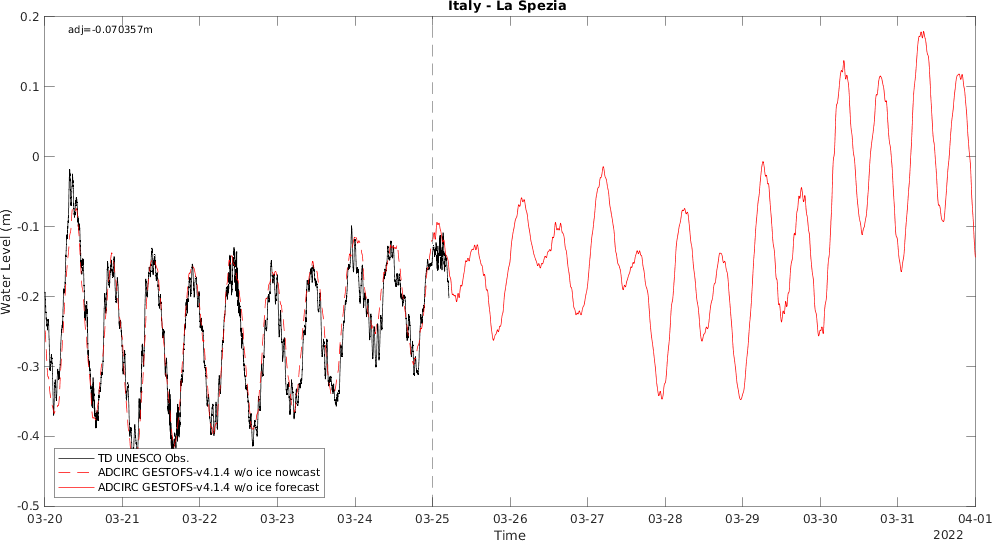 Italy - La Spezia
adj=-0.070357m
0.2
0.1
0
-0.1
-0.2
-0.3
-0.4
-0.5
Water Level (m)
TD UNESCO Obs.
ADCIRC GESTOFS-v4.1.4 w/o ice nowcast
ADCIRC GESTOFS-v4.1.4 w/o ice forecast
03-20 03-21 03-22 03-23 03-24 03-25 03-26 03-27 03-28 03-29 03-30 03-31 04-01
Time
2022